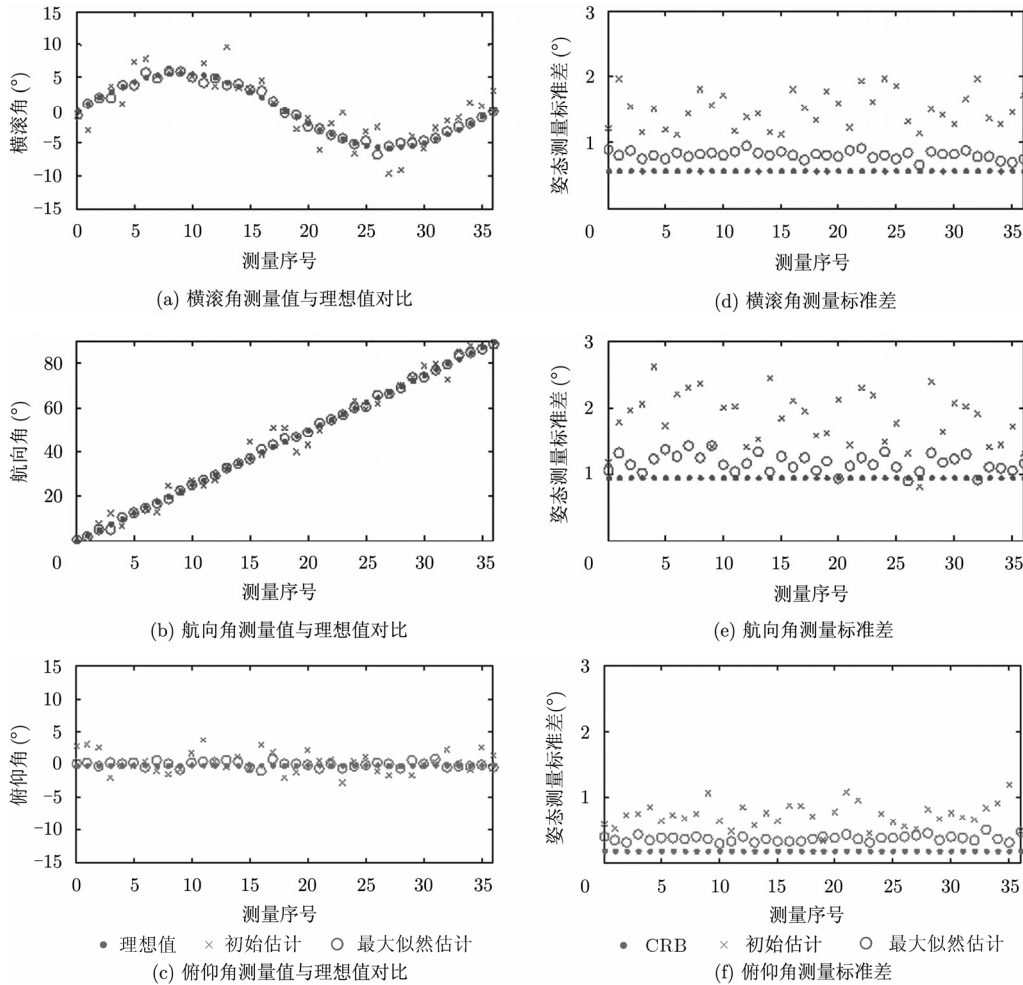 横滚角 (°)
15
10
5
0
−5
−10
−15
0 5 10 15 20 25 30 35
测量序号
(a) 横滚角测量值与理想值对比
姿态测量标准差 (°)
3
2
1
0 5 10 15 20 25 30 35
测量序号
(d) 横滚角测量标准差
航向角 (°)
80
60
40
20
0 5 10 15 20 25 30 35
测量序号
(b) 航向角测量值与理想值对比
姿态测量标准差 (°)
3
2
1
0 5 10 15 20 25 30 35
测量序号
(e) 航向角测量标准差
俯仰角 (°)
15
10
5
0
−5
−10
−15
0 5 10 15 20 25 30 35
测量序号
理想值 初始估计 最大似然估计
(c) 俯仰角测量值与理想值对比
姿态测量标准差(°)
3
2
1
0 5 10 15 20 25 30 35
测量序号
CRB 初始估计 最大似然估计
(f) 俯仰角测量标准差